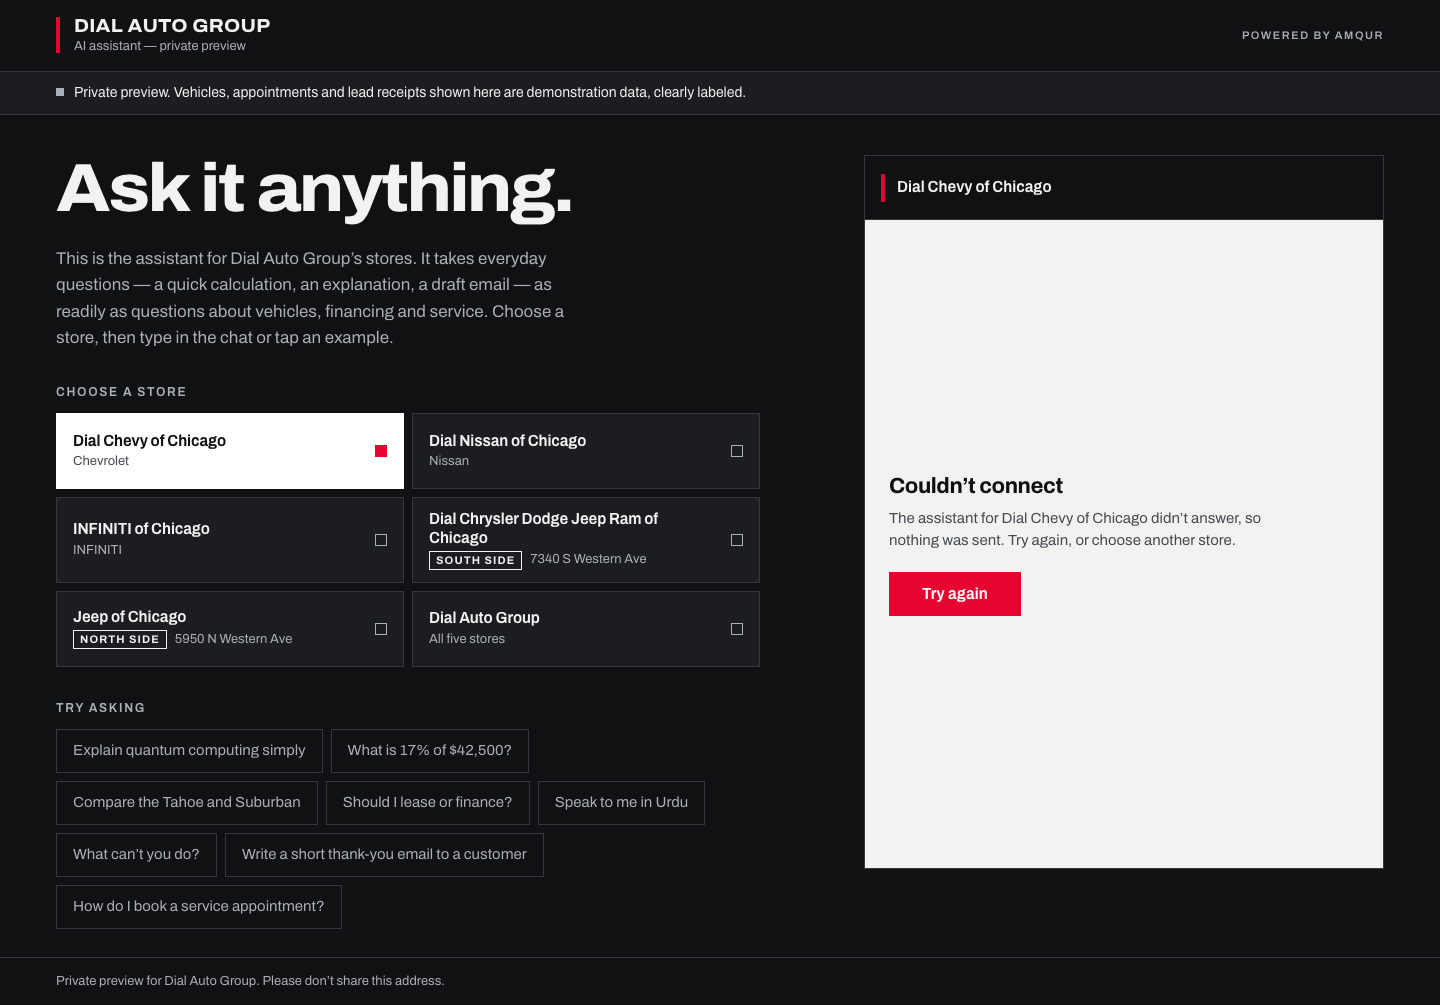 DIAL AUTO GROUP
AI assistant — private preview
POWERED BY AMQUR
Private preview. Vehicles, appointments and lead receipts shown here are demonstration data, clearly labeled.
Ask it anything.
This is the assistant for Dial Auto Group’s stores. It takes everyday
questions — a quick calculation, an explanation, a draft email — as
readily as questions about vehicles, financing and service. Choose a
store, then type in the chat or tap an example.
CHOOSE A STORE
Dial Chevy of Chicago
Chevrolet
Dial Nissan of Chicago
Nissan
INFINITI of Chicago
INFINITI
Dial Chrysler Dodge Jeep Ram of
Chicago
SOUTH SIDE 7340 S Western Ave
Jeep of Chicago
NORTH SIDE 5950 N Western Ave
Dial Auto Group
All five stores
TRY ASKING
Explain quantum computing simply
What is 17% of $42,500?
Compare the Tahoe and Suburban
Should I lease or finance?
Speak to me in Urdu
What can’t you do?
Write a short thank-you email to a customer
How do I book a service appointment?
Dial Chevy of Chicago
Couldn’t connect
The assistant for Dial Chevy of Chicago didn’t answer, so
nothing was sent. Try again, or choose another store.
Try again
Private preview for Dial Auto Group. Please don’t share this address.